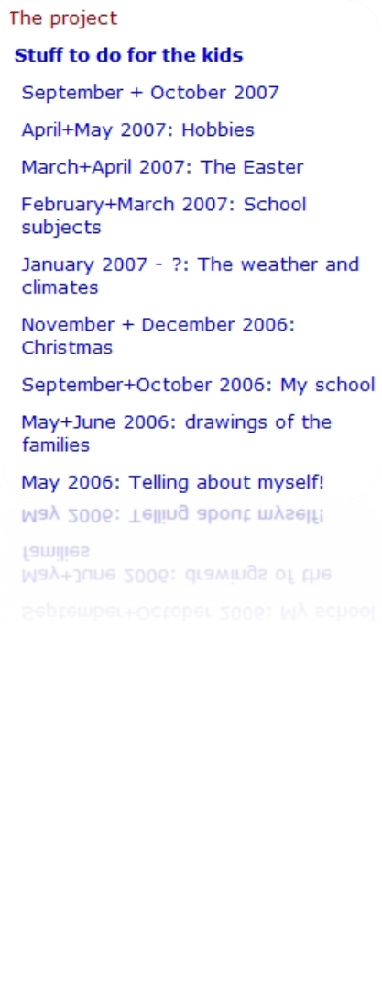 The project
Stuff to do for the kids
September + October 2007
April+May 2007: Hobbies
March+April 2007: The Easter
February+March 2007: School
subjects
January 2007 - ?: The weather and
climates
November + December 2006:
Christmas
September+October 2006: My school
May+June 2006: drawings of the
families
May 2006: Telling about myself!